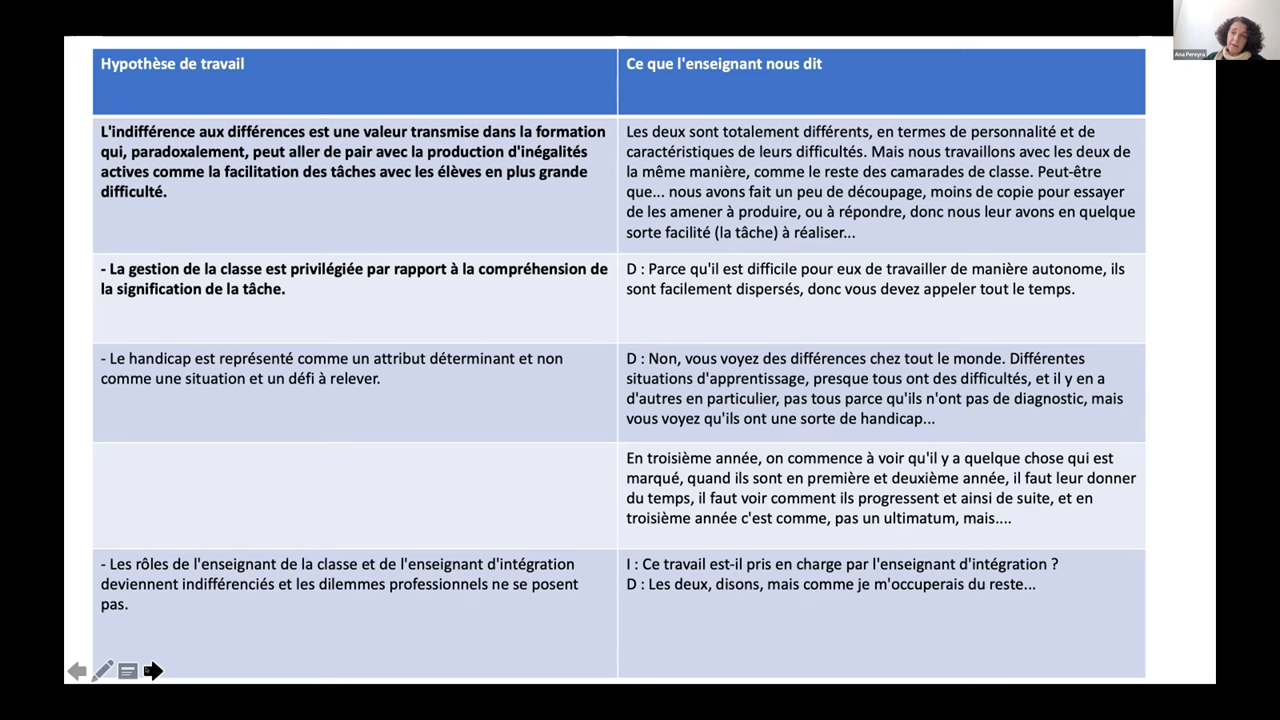 Ana Pereyra
Hypothèse de travail
Ce que l'enseignant nous dit
L'indifférence aux différences est une valeur transmise dans la formation
qui, paradoxalement, peut aller de pair avec la production d'inégalités
actives comme la facilitation des tâches avec les élèves en plus grande
difficulté.
Les deux sont totalement différents, en termes de personnalité et de
caractéristiques de leurs difficultés. Mais nous travaillons avec les deux de
la même manière, comme le reste des camarades de classe. Peut-être
que... nous avons fait un peu de découpage, moins de copie pour essayer
de les amener à produire, ou à répondre, donc nous leur avons en quelque
sorte facilité (la tâche) à réaliser...
- La gestion de la classe est privilégiée par rapport à la compréhension de
la signification de la tâche.
D : Parce qu'il est difficile pour eux de travailler de manière autonome, ils
sont facilement dispersés, donc vous devez appeler tout le temps.
- Le handicap est représenté comme un attribut déterminant et non
comme une situation et un défi à relever.
D : Non, vous voyez des différences chez tout le monde. Différentes
situations d'apprentissage, presque tous ont des difficultés, et il y en a
d'autres en particulier, pas tous parce qu'ils n'ont pas de diagnostic, mais
vous voyez qu'ils ont une sorte de handicap...
En troisième année, on commence à voir qu'il y a quelque chose qui est
marqué, quand ils sont en première et deuxième année, il faut leur donner
du temps, il faut voir comment ils progressent et ainsi de suite, et en
troisième année c'est comme, pas un ultimatum, mais....
- Les rôles de l'enseignant de la classe et de l'enseignant d'intégration
deviennent indifférenciés et les dilemmes professionnels ne se posent
pas.
I : Ce travail est-il pris en charge par l'enseignant d'intégration ?
D : Les deux, disons, mais comme je m'occuperais du reste...